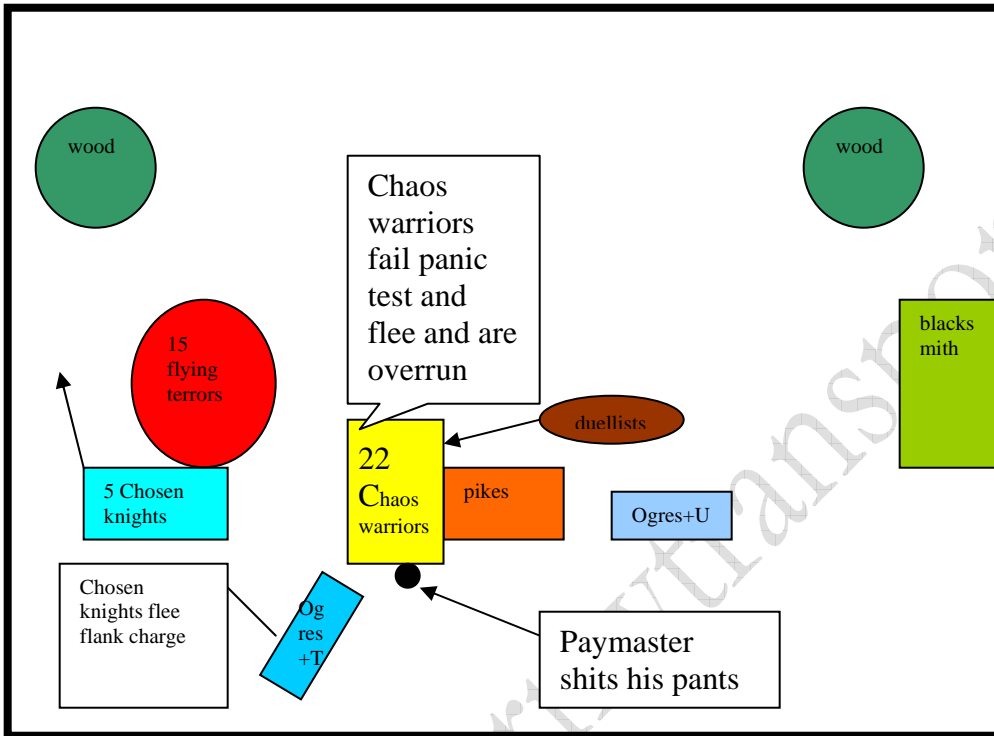 wood
wood
Chaos
warriors
fail panic
test and
flee and are
overrun
15
flying
terrors
blacks
mith
duellists
5 Chosen
knights
22
Chaos
warriors
pikes
Ogres+U
Chosen
knights flee
flank charge
Og
res
+T
Paymaster
shits his pants